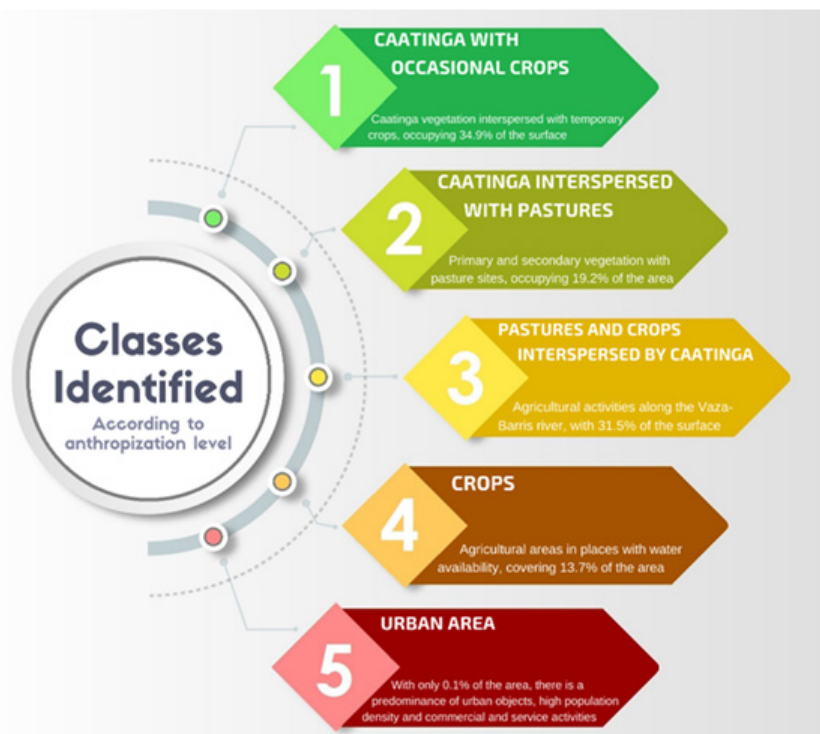 Classes
Identified
According to
anthropization level
1
CAATINGA WITH
OCCASIONAL CROPS
Caatinga vegetation interspersed with temporary
crops, occupying 34.9% of the surface
2
CAATINGA INTERSPERSED
WITH PASTURES
Primary and secondary vegetation with
pasture sites, occupying 19.2% of the area
3
PASTURES AND CROPS
INTERSPERSED BY CAATINGA
Agricultural activities along the Vaza-
Barris river, with 31.5% of the surface
4
CROPS
Agricultural areas in places with water
availability, covering 13.7% of the area
5
URBAN AREA
With only 0.1% of the area, there is a
predominance of urban objects, high population
density and commercial and service activities